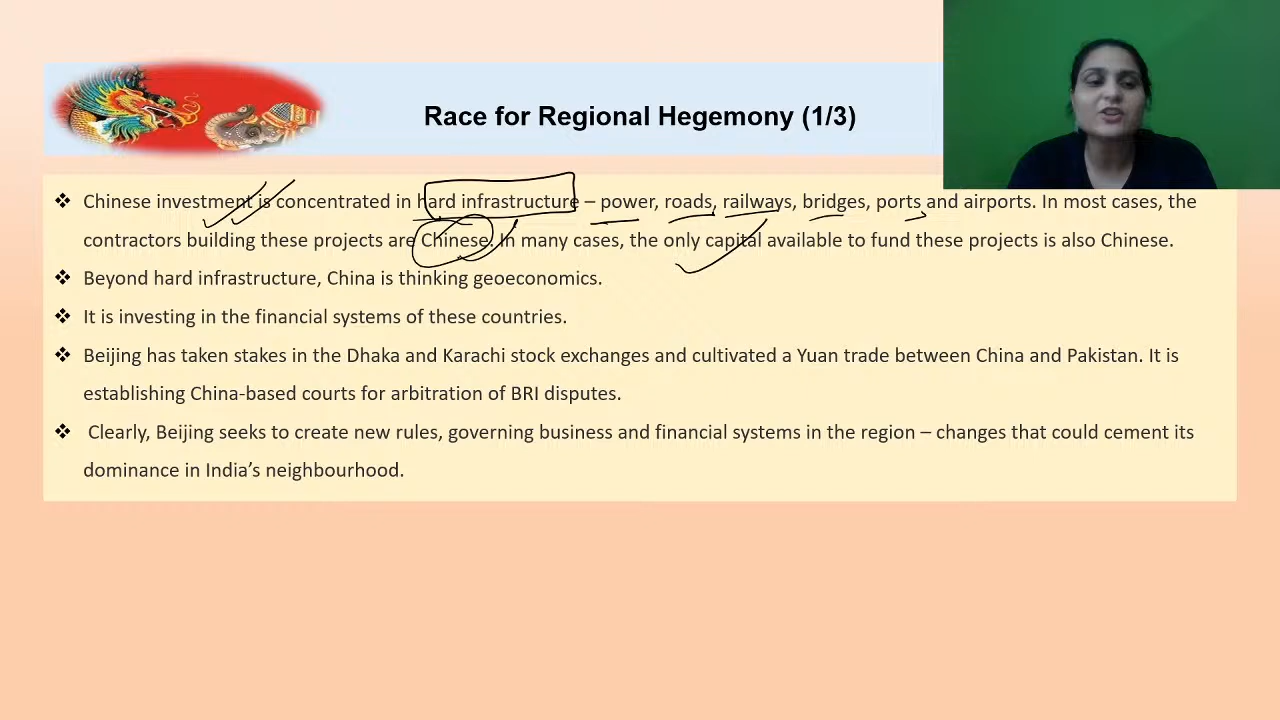 Race for Regional Hegemony (1/3)
❖ Chinese investment is concentrated in hard infrastructure – power, roads, railways, bridges, ports and airports. In most cases, the
contractors building these projects are Chinese. In many cases, the only capital available to fund these projects is also Chinese.
❖ Beyond hard infrastructure, China is thinking geoeconomics.
❖ It is investing in the financial systems of these countries.
❖ Beijing has taken stakes in the Dhaka and Karachi stock exchanges and cultivated a Yuan trade between China and Pakistan. It is
establishing China-based courts for arbitration of BRI disputes.
❖ Clearly, Beijing seeks to create new rules, governing business and financial systems in the region – changes that could cement its
dominance in India’s neighbourhood.